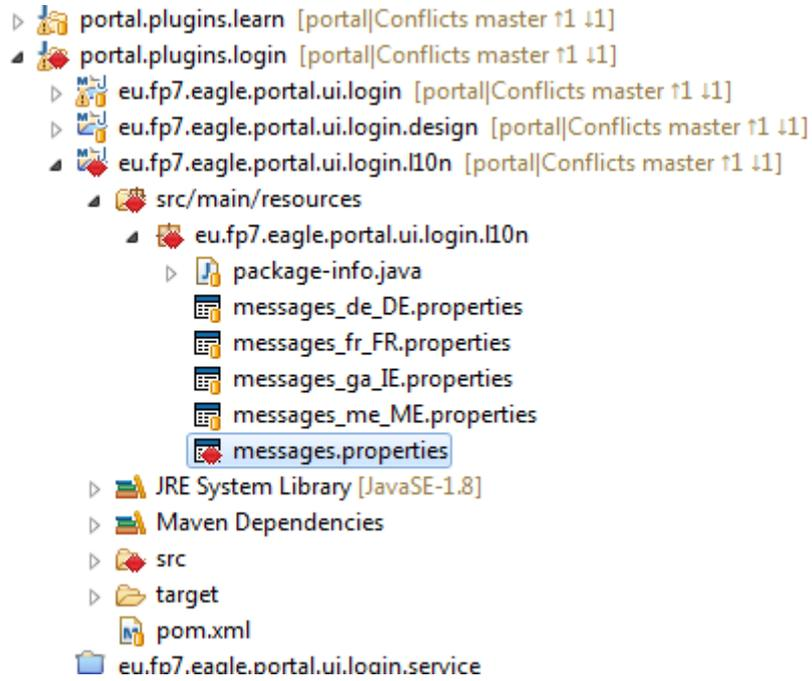 portal.plugins.learn [portal|Conflicts master ↑1 ↓1]
portal.plugins.login [portal|Conflicts master ↑1 ↓1]
eu.fp7.eagle.portal.ui.login [portal|Conflicts master ↑1 ↓1]
eu.fp7.eagle.portal.ui.login.design [portal|Conflicts master ↑1 ↓1]
eu.fp7.eagle.portal.ui.login.l10n [portal|Conflicts master ↑1 ↓1]
src/main/resources
eu.fp7.eagle.portal.ui.login.l10n
package-info.java
messages_de_DE.properties
messages_fr_FR.properties
messages_ga_IE.properties
messages_me_ME.properties
messages.properties
JRE System Library [JavaSE-1.8]
Maven Dependencies
src
target
pom.xml
eu.fp7.eagle.portal.ui.login.service